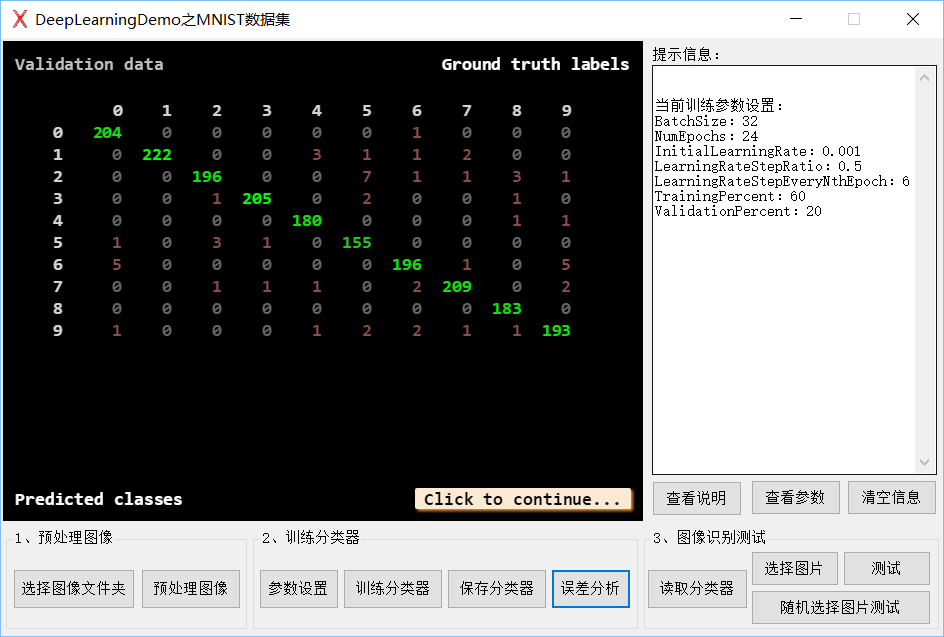 DeepLearningDemo之MNIST数据集
Validation data Ground truth labels
0 1 2 3 4 5 6 7 8 9
0 204 0 0 0 0 0 1 0 0 0
1 0 222 0 0 3 1 1 2 0 0
2 0 0 196 0 0 7 1 1 3 1
3 0 0 1 205 0 2 0 0 1 0
4 0 0 0 0 180 0 0 0 1 1
5 1 0 3 1 0 155 0 0 0 0
6 5 0 0 0 0 0 196 1 0 5
7 0 0 1 1 1 0 2 209 0 2
8 0 0 0 0 0 0 0 0 183 0
9 1 0 0 0 1 2 2 1 1 193
Predicted classes Click to continue...
提示信息：
当前训练参数设置：
BatchSize：32
NumEpochs：24
InitialLearningRate：0.001
LearningRateStepRatio：0.5
LearningRateStepEveryNthEpoch：6
TrainingPercent：60
ValidationPercent：20
查看说明 查看参数 清空信息
1、预处理图像
选择图像文件夹 预处理图像
2、训练分类器
参数设置 训练分类器 保存分类器 误差分析
3、图像识别测试
读取分类器 选择图片 测试
随机选择图片测试